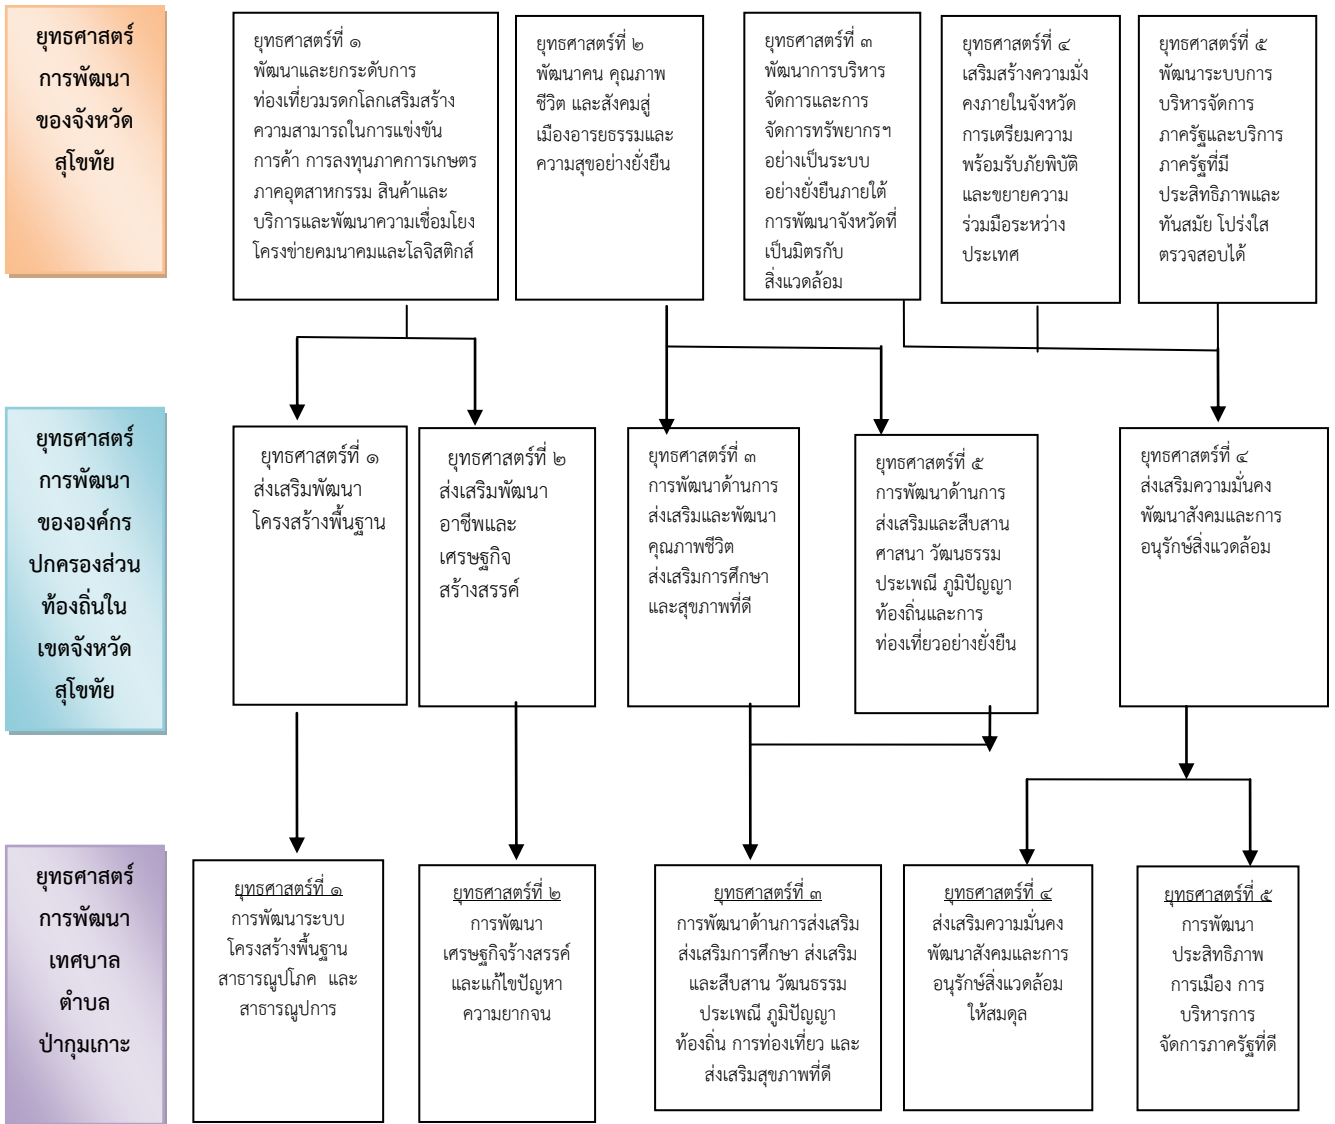 ยุทธศาสตร์
การพัฒนา
ของจังหวัด
สุโขทัย
ยุทธศาสตร์ที่ ๑
พัฒนาและยกระดับการ
ท่องเที่ยวมรดกโลกเสริมสร้าง
ความสามารถในการแข่งขัน
การค้า การลงทุนภาคการเกษตร
ภาคอุตสาหกรรม สินค้าและ
บริการและพัฒนาความเชื่อมโยง
โครงข่ายคมนาคมและโลจิสติกส์
ยุทธศาสตร์ที่ ๒
พัฒนาคน คุณภาพ
ชีวิต และสังคมสู่
เมืองอารยธรรมและ
ความสุขอย่างยั่งยืน
ยุทธศาสตร์ที่ ๓
พัฒนาการบริหาร
จัดการและการ
จัดการทรัพยากรฯ
อย่างเป็นระบบ
อย่างยั่งยืนภายใต้
การพัฒนาจังหวัดที่
เป็นมิตรกับ
สิ่งแวดล้อม
ยุทธศาสตร์ที่ ๔
เสริมสร้างความมั่ง
คงภายในจังหวัด
การเตรียมความ
พร้อมรับภัยพิบัติ
และขยายความ
ร่วมมือระหว่าง
ประเทศ
ยุทธศาสตร์ที่ ๕
พัฒนาระบบการ
บริหารจัดการ
ภาครัฐและบริการ
ภาครัฐที่มี
ประสิทธิภาพและ
ทันสมัย โปร่งใส
ตรวจสอบได้
ยุทธศาสตร์
การพัฒนา
ขององค์กร
ปกครองส่วน
ท้องถิ่นใน
เขตจังหวัด
สุโขทัย
ยุทธศาสตร์ที่ ๑
ส่งเสริมพัฒนา
โครงสร้างพื้นฐาน
ยุทธศาสตร์ที่ ๒
ส่งเสริมพัฒนา
อาชีพและ
เศรษฐกิจ
สร้างสรรค์
ยุทธศาสตร์ที่ ๓
การพัฒนาด้านการ
ส่งเสริมและพัฒนา
คุณภาพชีวิต
ส่งเสริมการศึกษา
และสุขภาพที่ดี
ยุทธศาสตร์ที่ ๕
การพัฒนาด้านการ
ส่งเสริมและสืบสาน
ศาสนา วัฒนธรรม
ประเพณี ภูมิปัญญา
ท้องถิ่นและการ
ท่องเที่ยวอย่างยั่งยืน
ยุทธศาสตร์ที่ ๔
ส่งเสริมความมั่นคง
พัฒนาสังคมและการ
อนุรักษ์สิ่งแวดล้อม
ยุทธศาสตร์
การพัฒนา
เทศบาล
ตำบล
ป่ากุมเกาะ
ยุทธศาสตร์ที่ ๑
การพัฒนาระบบ
โครงสร้างพื้นฐาน
สาธารณูปโภค และ
สาธารณูปการ
ยุทธศาสตร์ที่ ๒
การพัฒนา
เศรษฐกิจร้างสรรค์
และแก้ไขปัญหา
ความยากจน
ยุทธศาสตร์ที่ ๓
การพัฒนาด้านการส่งเสริม
ส่งเสริมการศึกษา ส่งเสริม
และสืบสาน วัฒนธรรม
ประเพณี ภูมิปัญญา
ท้องถิ่น การท่องเที่ยว และ
ส่งเสริมสุขภาพที่ดี
ยุทธศาสตร์ที่ ๔
ส่งเสริมความมั่นคง
พัฒนาสังคมและการ
อนุรักษ์สิ่งแวดล้อม
ให้สมดุล
ยุทธศาสตร์ที่ ๕
การพัฒนา
ประสิทธิภาพ
การเมือง การ
บริหารการ
จัดการภาครัฐที่ดี